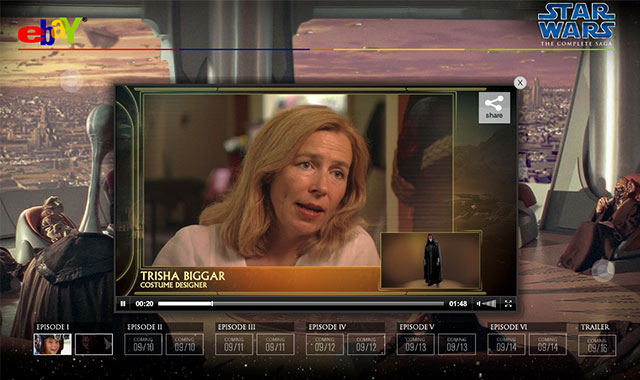 ebay
STAR
WARS
THE COMPLETE SAGA
X
share
TRISHA BIGGAR
COSTUME DESIGNER
00:20
01:48
EPISODE I
EPISODE II
EPISODE III
EPISODE IV
EPISODE V
EPISODE VI
TRAILER
COMING COMING COMING COMING COMING COMING COMING COMING COMING COMING COMING
09/10 09/10 09/11 09/11 09/12 09/12 09/13 09/13 09/14 09/14 09/16